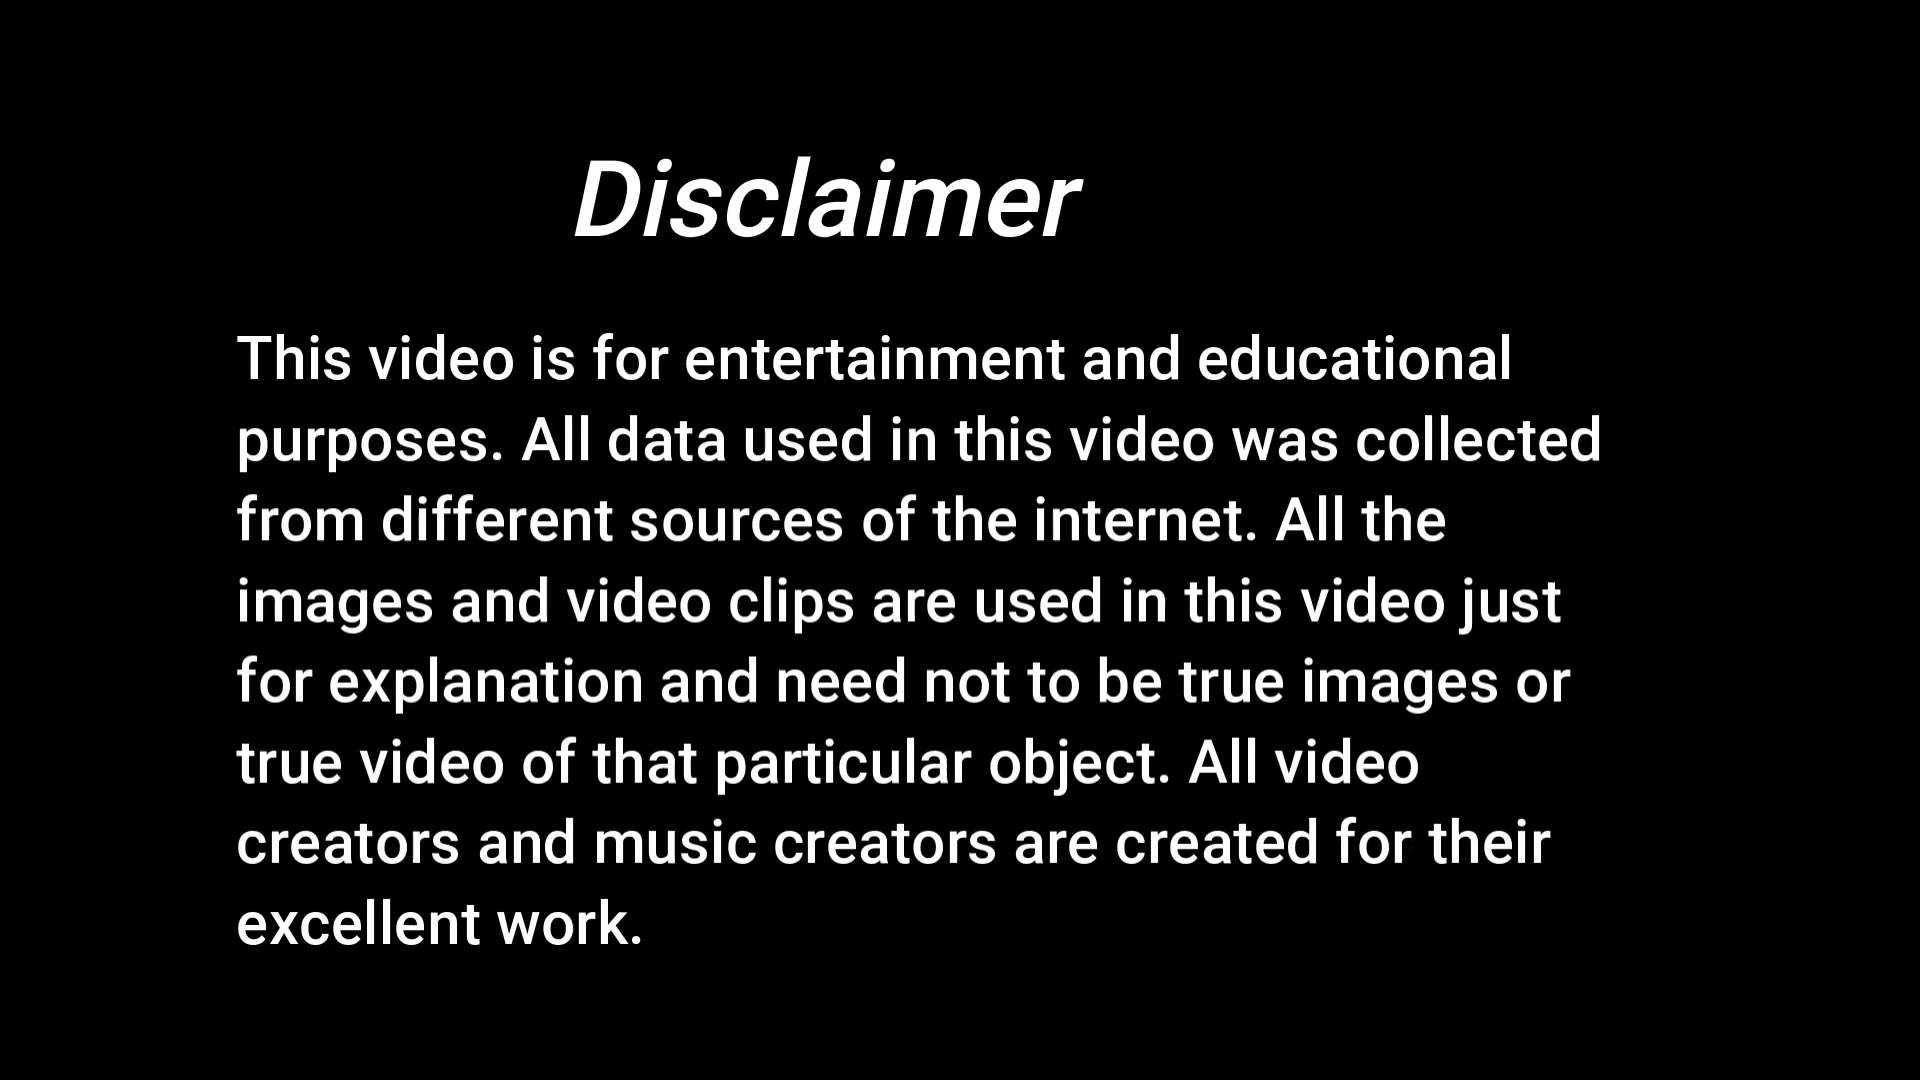 Disclaimer
This video is for entertainment and educational
purposes. All data used in this video was collected
from different sources of the internet. All the
images and video clips are used in this video just
for explanation and need not to be true images or
true video of that particular object. All video
creators and music creators are created for their
excellent work.